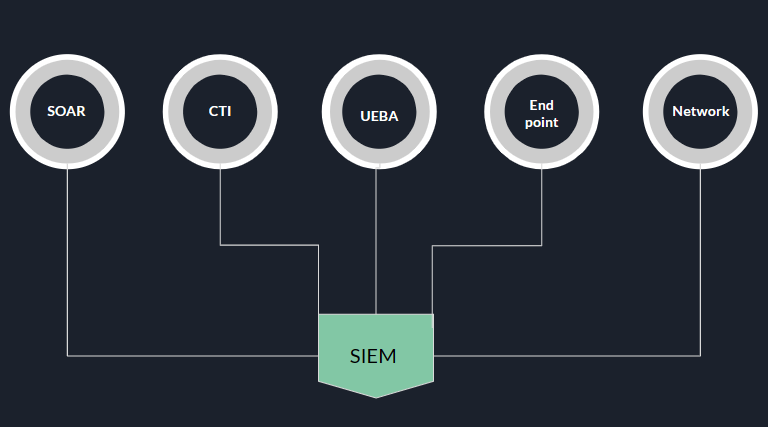 SOAR
CTI
UEBA
End
point
Network
SIEM